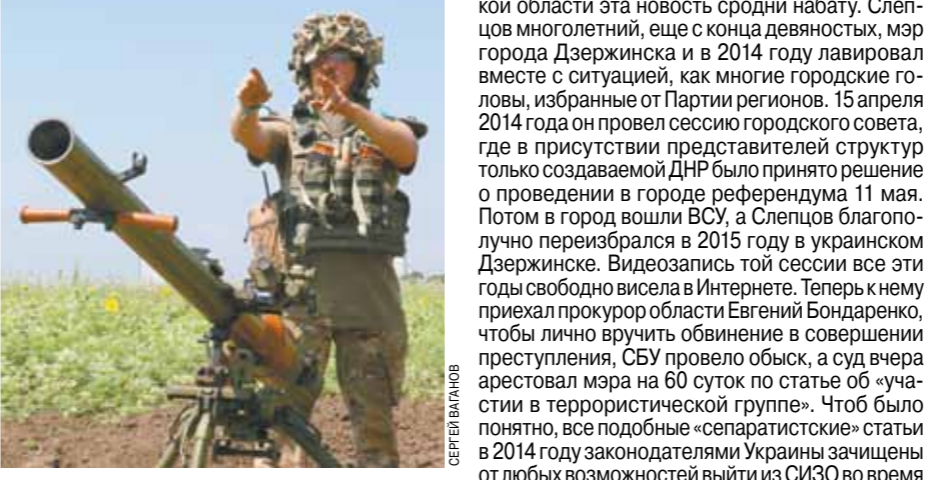 кой области эта новость сродни набату. Слеп-
цов многолетний, еще с конца девяностых, мэр
города Дзержинска и в 2014 году лавировал
вместе с ситуацией, как многие городские го-
ловы, избранные от Партии регионов. 15 апреля
2014 года он провел сессию городского совета,
где в присутствии представителей структур
только создаваемой ДНР было принято решение
о проведении в городе референдума 11 мая.
Потом в город вошли ВСУ, а Слепцов благопо-
лучно переизбрался в 2015 году в украинском
Дзержинске. Видеозапись той сессии все эти
годы свободно висела в Интернете. Теперь к нему
приехал прокурор области Евгений Бондаренко,
чтобы лично вручить обвинение в совершении
преступления, СБУ провело обыск, а суд вчера
арестовал мэра на 60 суток по статье об «уча-
стии в террористической группе». Чтоб было
понятно, все подобные «сепаратистские» статьи
в 2014 году законодателями Украины зачищены
от любых возможностей выйти из СИЗО во время
СЕРГЕЙ ВАГАНОВ